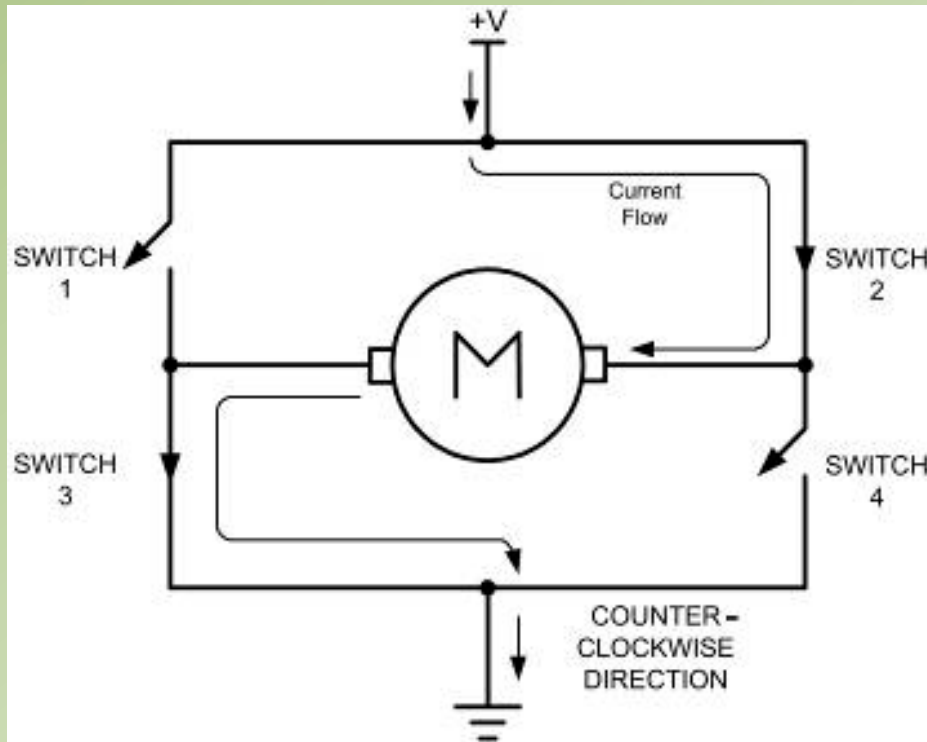 +V
Current
Flow
SWITCH
1
SWITCH
2
M
SWITCH
3
SWITCH
4
COUNTER -
CLOCKWISE
DIRECTION